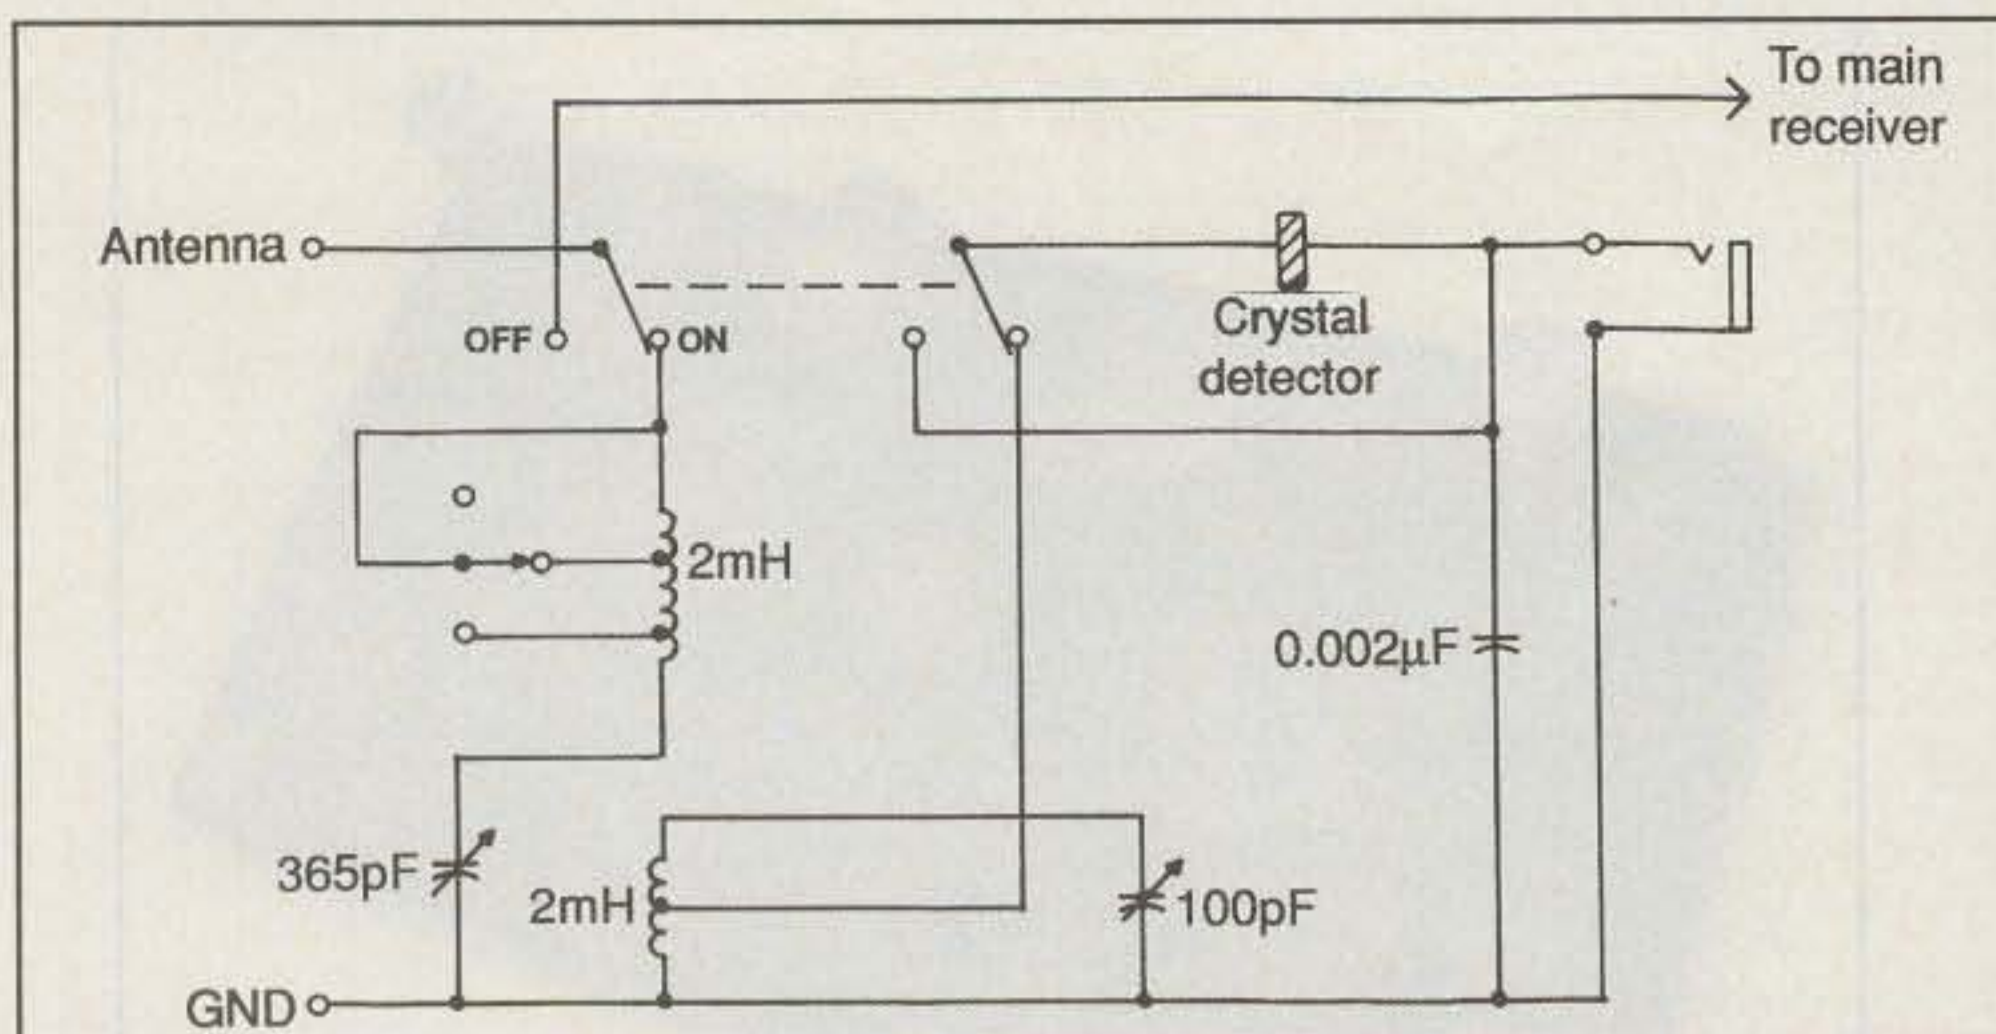 To main
receiver
Antenna
OFF
ON
Crystal
detector
2mH
0.002μF
365pF
2mH
100pF
GND